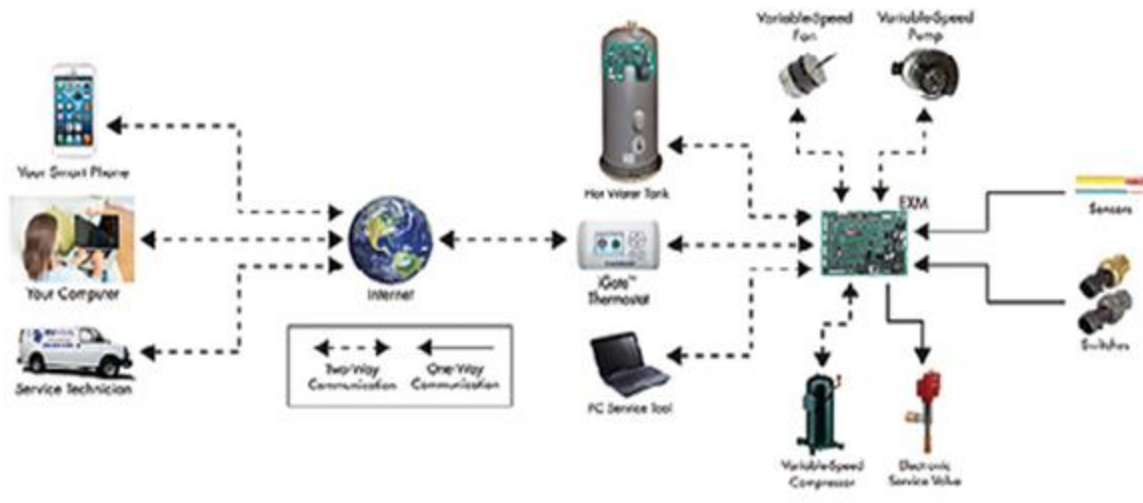 Variable-Speed
Fan
Variable-Speed
Pump
Your Smart Phone
Hot Water Tank
EXM
Sensors
Your Computer
Internet
iGate™
Thermostat
Switches
Two-Way
Communication
One-Way
Communication
Service Technician
PC Service Tool
Variable-Speed
Compressor
Electronic
Service Valve